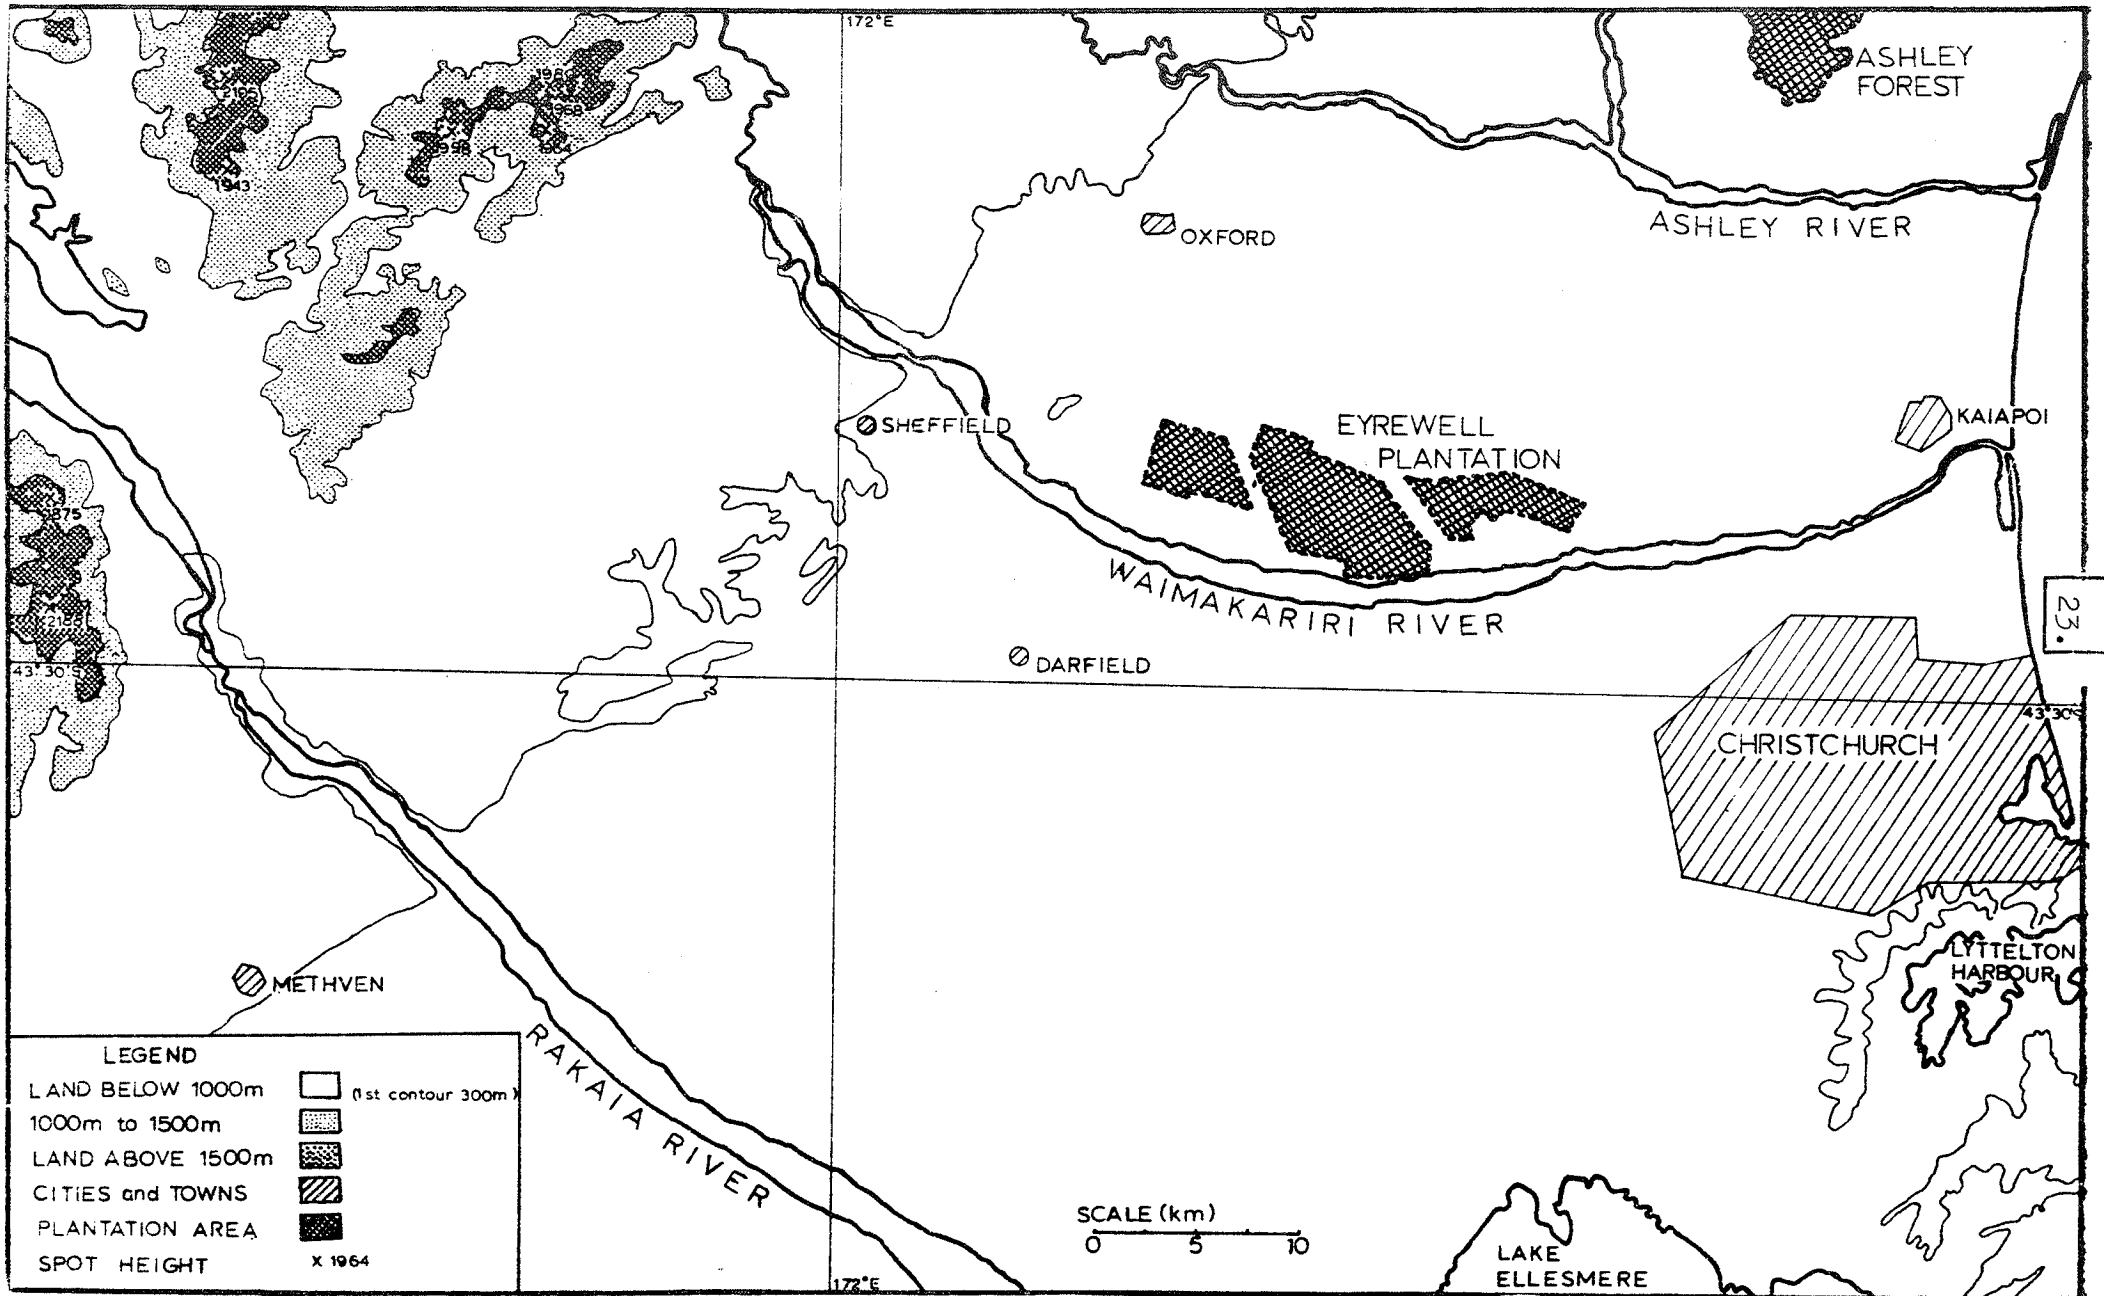 172°E
ASHLEY
FOREST
1943
1964
OXFORD
ASHLEY RIVER
SHEFFIELD
EYREWELL
PLANTATION
KAIAPOI
WAIMAKARIRI RIVER
23.
DARFIELD
43°30'S
43°30'S
CHRISTCHURCH
LYTTELTON
HARBOUR
METHVEN
RAKAIA RIVER
LEGEND
LAND BELOW 1000m (1st contour 300m)
1000m to 1500m
LAND ABOVE 1500m
CITIES and TOWNS
PLANTATION AREA
SPOT HEIGHT x 1964
SCALE (km)
0 5 10
LAKE
ELLESMERE
172°E